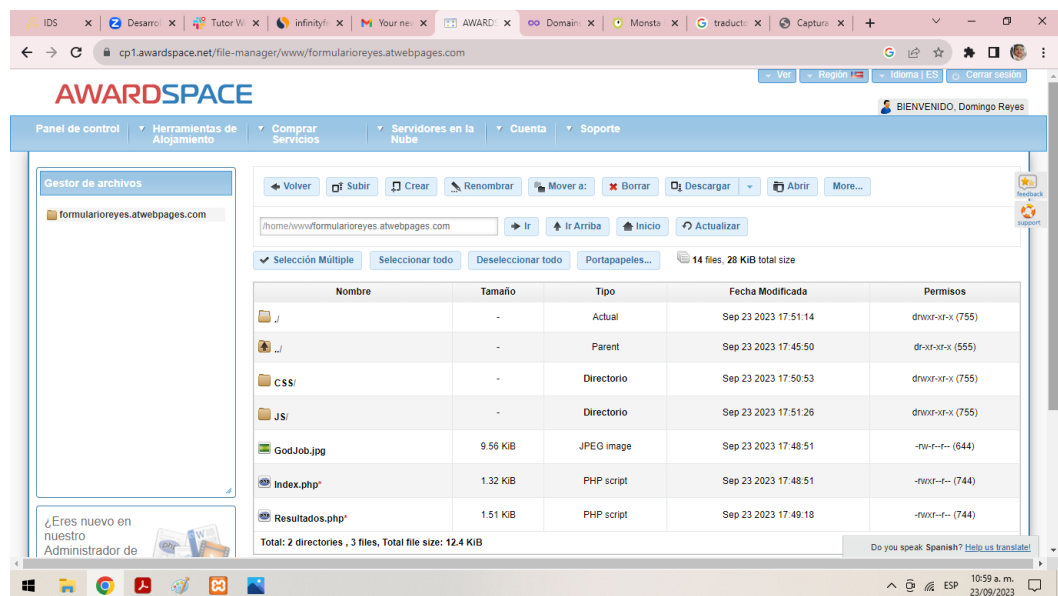 IDS
Desarrol
Tutor W
infinityfr
Your nev
AWARDS
Domain
Monsta
traducto
Captura
cp1.awardspace.net/file-manager/www/formularioreyes.atwebpages.com
AWARDSPACE
Ver
Región
Idioma | ES
Cerrar sesión
BIENVENIDO, Domingo Reyes
Panel de control
Herramientas de
Alojamiento
Comprar
Servicios
Servidores en la
Nube
Cuenta
Soporte
Gestor de archivos
formularioreyes.atwebpages.com
Volver Subir Crear Renombrar Mover a: Borrar Descargar Abrir More...
/home/www/formularioreyes.atwebpages.com Ir Ir Arriba Inicio Actualizar
Selección Múltiple Seleccionar todo Deseleccionar todo Portapapeles... 14 files, 28 KiB total size
Nombre Tamaño Tipo Fecha Modificada Permisos
./ - Actual Sep 23 2023 17:51:14 drwxr-xr-x (755)
../ - Parent Sep 23 2023 17:45:50 dr-xr-xr-x (555)
CSS/ - Directorio Sep 23 2023 17:50:53 drwxr-xr-x (755)
JS/ - Directorio Sep 23 2023 17:51:26 drwxr-xr-x (755)
GodJob.jpg 9.56 KiB JPEG image Sep 23 2023 17:48:51 -rw-r--r-- (644)
Index.php* 1.32 KiB PHP script Sep 23 2023 17:48:51 -rwxr--r-- (744)
Resultados.php* 1.51 KiB PHP script Sep 23 2023 17:49:18 -rwxr--r-- (744)
Total: 2 directories , 3 files, Total file size: 12.4 KiB
feedback
support
¿Eres nuevo en
nuestro
Administrador de
Do you speak Spanish? Help us translate!
ESP
10:59 a. m.
23/09/2023